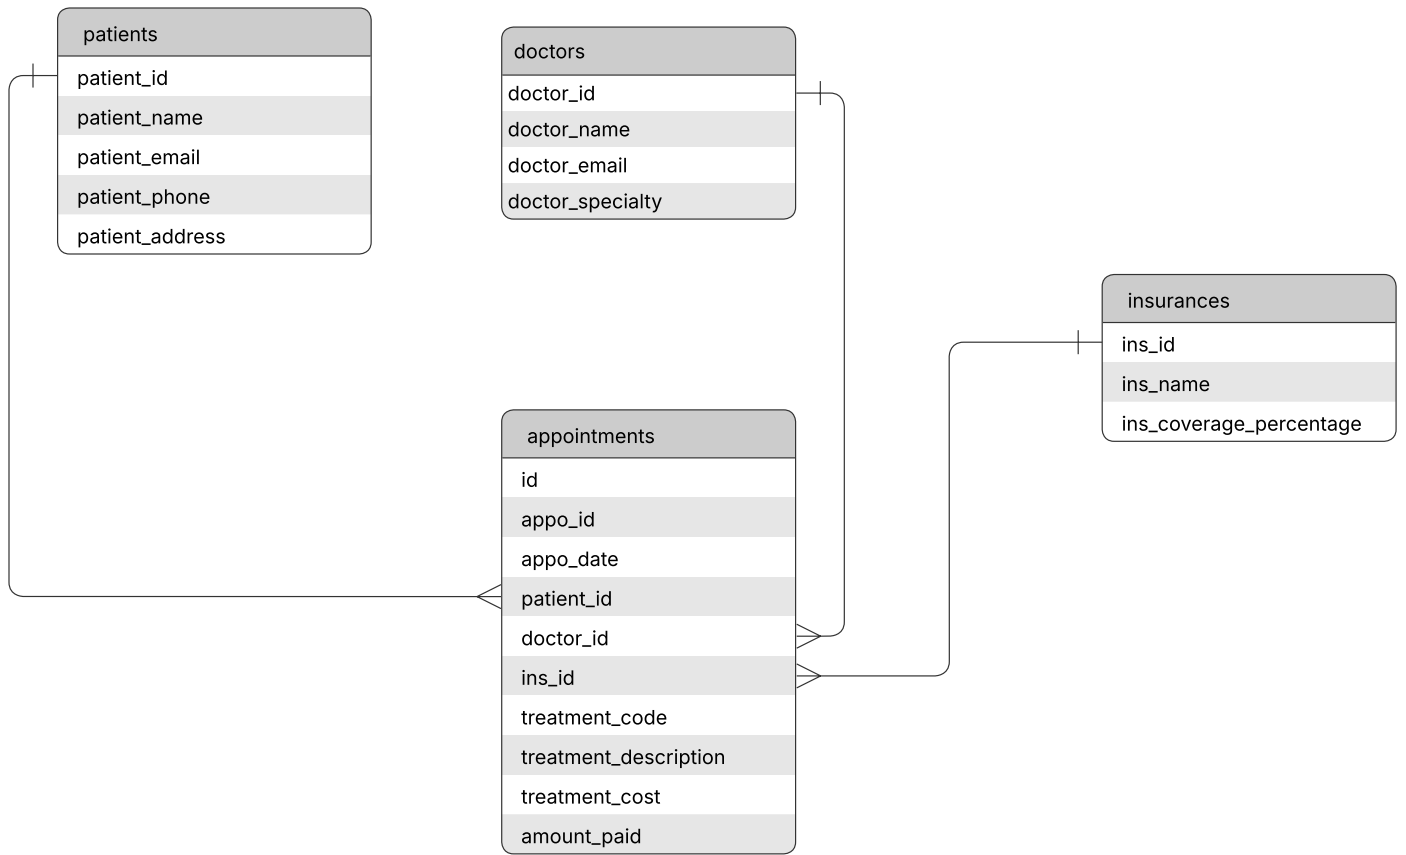 patients
patient_id
patient_name
patient_email
patient_phone
patient_address
doctors
doctor_id
doctor_name
doctor_email
doctor_specialty
insurances
ins_id
ins_name
ins_coverage_percentage
appointments
id
appo_id
appo_date
patient_id
doctor_id
ins_id
treatment_code
treatment_description
treatment_cost
amount_paid